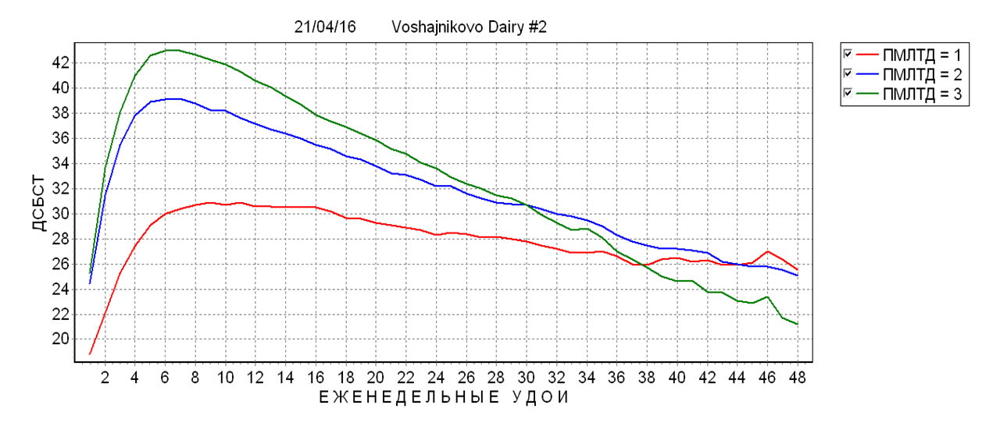 21/04/16 Voshajnikovo Dairy #2
ПМЛТД = 1
ПМЛТД = 2
ПМЛТД = 3
ДСБСТ
42
40
38
36
34
32
30
28
26
24
22
20
2 4 6 8 10 12 14 16 18 20 22 24 26 28 30 32 34 36 38 40 42 44 46 48
ЕЖЕНЕДЕЛЬНЫЕ УДОИ